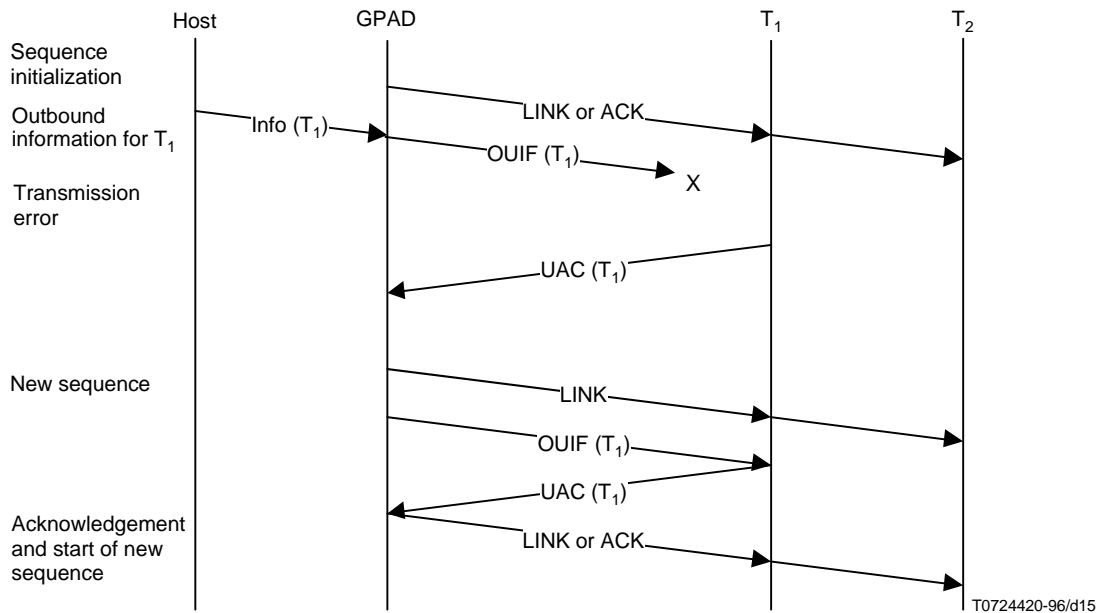 Host GPAD T₁ T₂
Sequence
initialization
LINK or ACK
Outbound
information for T₁
Info (T₁)
OUIF (T₁)
X
Transmission
error
UAC (T₁)
New sequence
LINK
OUIF (T₁)
UAC (T₁)
Acknowledgement
and start of new
sequence
LINK or ACK
T0724420-96/d15